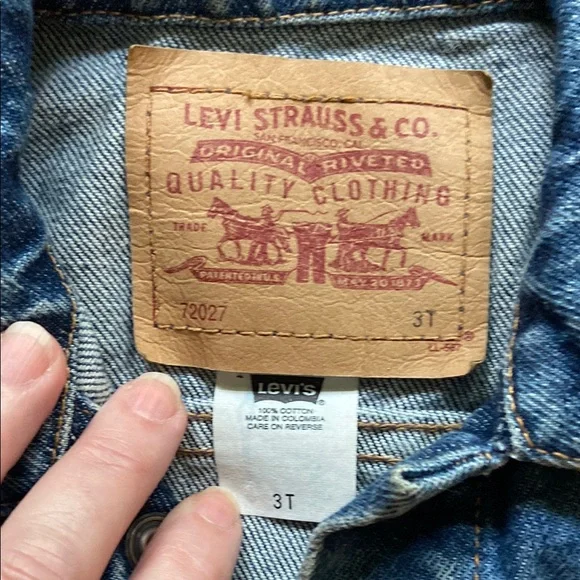 LEVI STRAUSS & CO.
SAN FRANCISCO, CAL.
ORIGINAL RIVETED
QUALITY CLOTHING
TRADE MARK
PATENTED IN U.S. MAY 20 1873
72027 3T
®
LEVI'S ®
100% COTTON
MADE IN COLOMBIA
CARE ON REVERSE
3T